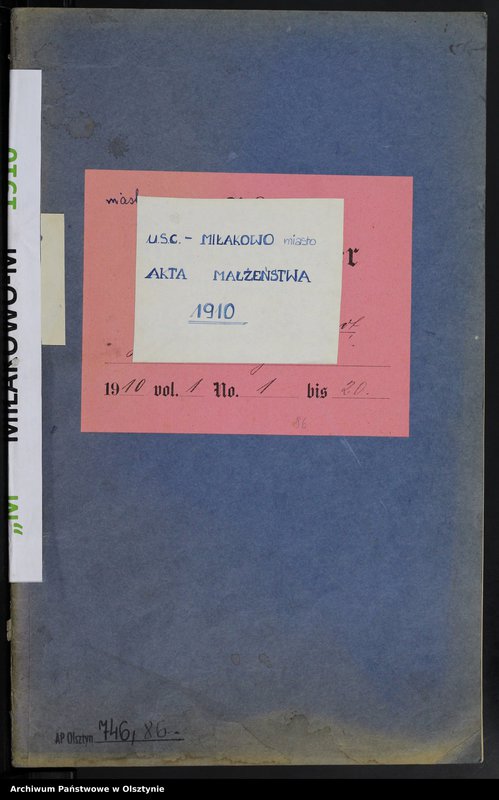 „M MIŁAKOWO-M 1910
miast
U.S.C. - MIŁAKOWO miasto
AKTA MAŁŻEŃSTWA
1910
r
1910 vol. 1 No. 1 bis 20.
86
AP Olsztyn 746/86.
Archiwum Państwowe w Olsztynie